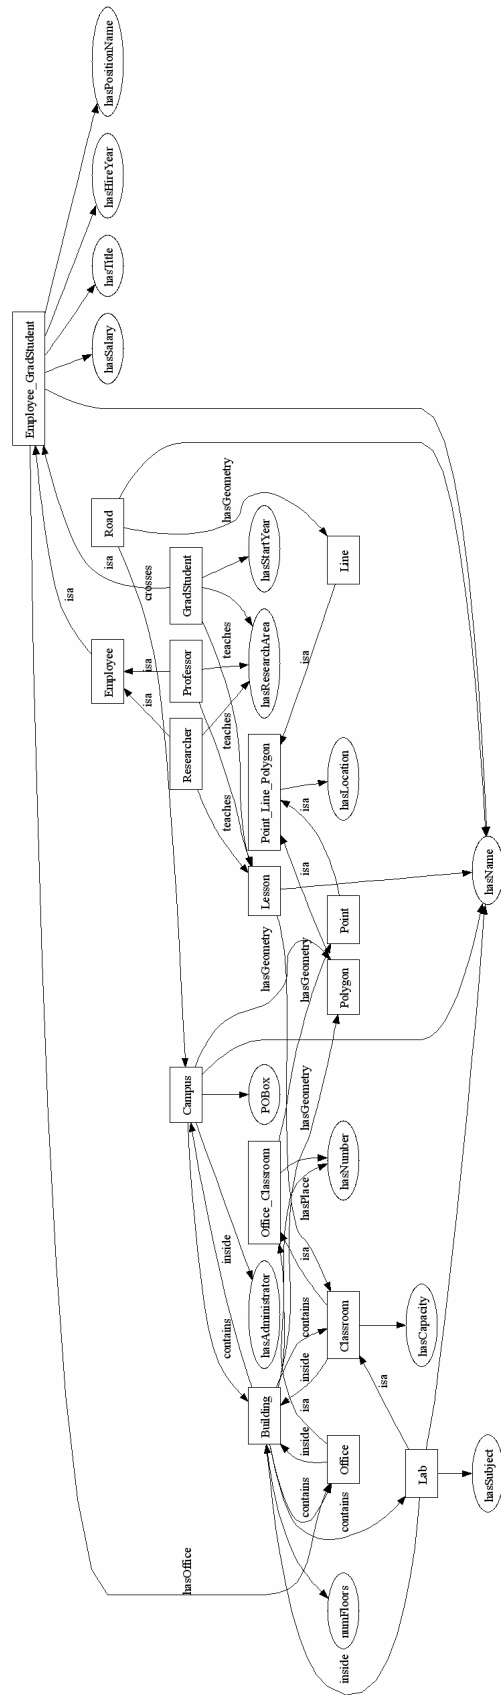 hasPositionName
hasHireYear
hasTitle
hasSalary
Employee_GradStudent
hasGeometry
Road
isa
crosses
GradStudent
hasStartYear
Line
isa
Employee
isa
Professor
teaches
hasResearchArea
isa
isa
Researcher
teaches
Point_Line_Polygon
hasLocation
isa
teaches
isa
Lesson
Point
hasName
hasGeometry
hasGeometry
Polygon
Campus
POBox
hasGeometry
Office_Classroom
hasPlace
hasNumber
inside
isa
hasAdministrator
contains
Classroom
hasCapacity
contains
inside
isa
Building
isa
inside
Office
Lab
hasSubject
contains
contains
hasOffice
numFloors
inside